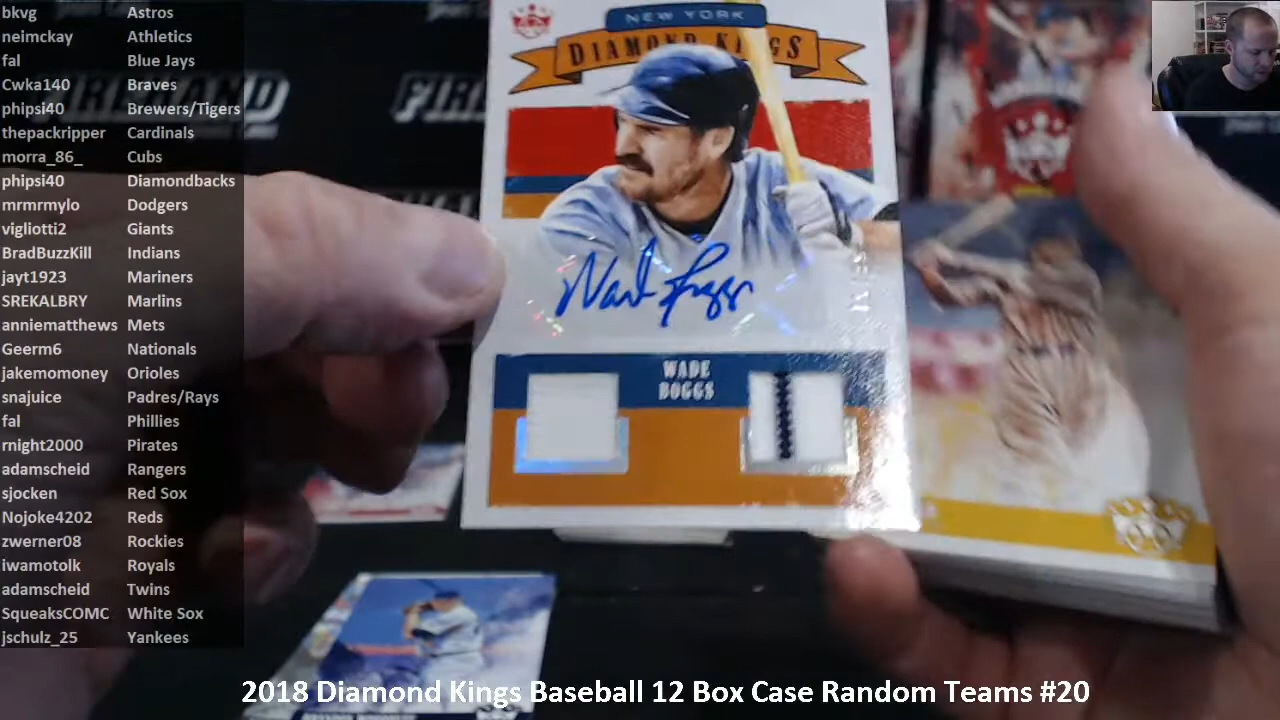 bkvg Astros
neimckay Athletics
fal Blue Jays
Cwka140 Braves
phipsi40 Brewers/Tigers
thepackripper Cardinals
morra_86_ Cubs
phipsi40 Diamondbacks
mrmrmylo Dodgers
vigliotti2 Giants
BradBuzzKill Indians
jayt1923 Mariners
SREKALBRY Marlins
anniematthews Mets
Geerm6 Nationals
jakemomoney Orioles
snajuice Padres/Rays
fal Phillies
rnight2000 Pirates
adamscheid Rangers
sjocken Red Sox
Nojoke4202 Reds
zwerner08 Rockies
iwamotolk Royals
adamscheid Twins
SqueaksCOMC White Sox
jschulz_25 Yankees
NEW YORK
DIAMOND KINGS
Wade Boggs
WADE
BOGGS
2018 Diamond Kings Baseball 12 Box Case Random Teams #20